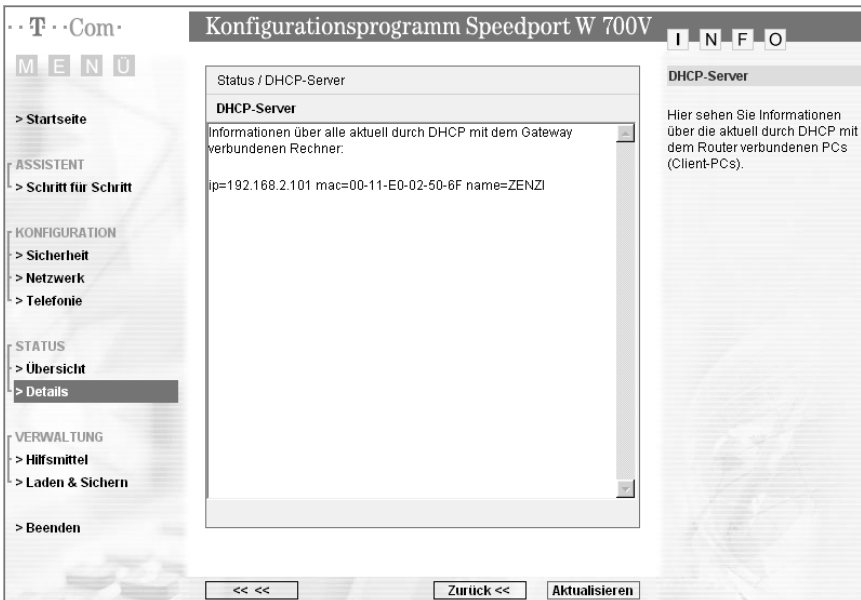 · · T · · Com ·
Konfigurationsprogramm Speedport W 700V
INFO
MENÜ
> Startseite
ASSISTENT
> Schritt für Schritt
KONFIGURATION
> Sicherheit
> Netzwerk
> Telefonie
STATUS
> Übersicht
> Details
VERWALTUNG
> Hilfsmittel
> Laden & Sichern
> Beenden
Status / DHCP-Server
DHCP-Server
Informationen über alle aktuell durch DHCP mit dem Gateway
verbundenen Rechner:
ip=192.168.2.101 mac=00-11-E0-02-50-6F name=ZENZI
<< <<
Zurück <<
Aktualisieren
DHCP-Server
Hier sehen Sie Informationen
über die aktuell durch DHCP mit
dem Router verbundenen PCs
(Client-PCs).